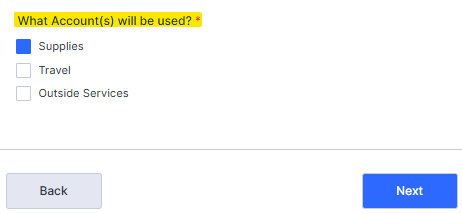 What Account(s) will be used? *
Supplies
Travel
Outside Services
Back
Next